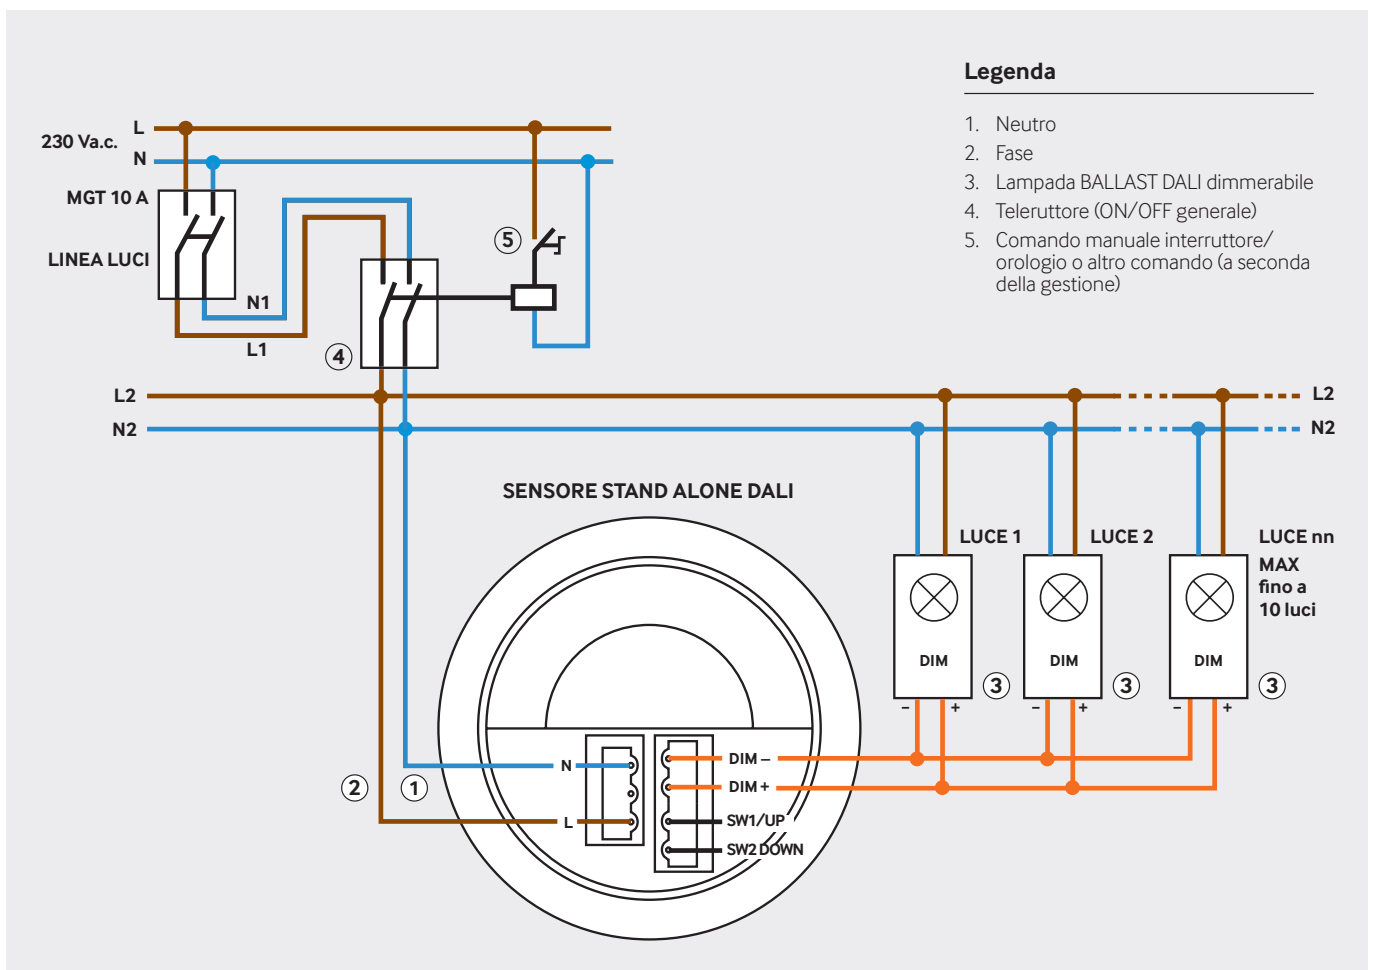 Legenda
1. Neutro
2. Fase
3. Lampada BALLAST DALI dimmerabile
4. Teleruttore (ON/OFF generale)
5. Comando manuale interruttore/
orologio o altro comando (a seconda
della gestione)
230 Va.c.
L
N
MGT 10 A
LINEA LUCI
N1
L1
5
4
L2
L2
N2
N2
SENSORE STAND ALONE DALI
LUCE 1
LUCE 2
LUCE nn
MAX
fino a
10 luci
DIM
DIM
DIM
3
3
3
– +
– +
– +
N
L
2
1
DIM –
DIM +
SW1/UP
SW2 DOWN